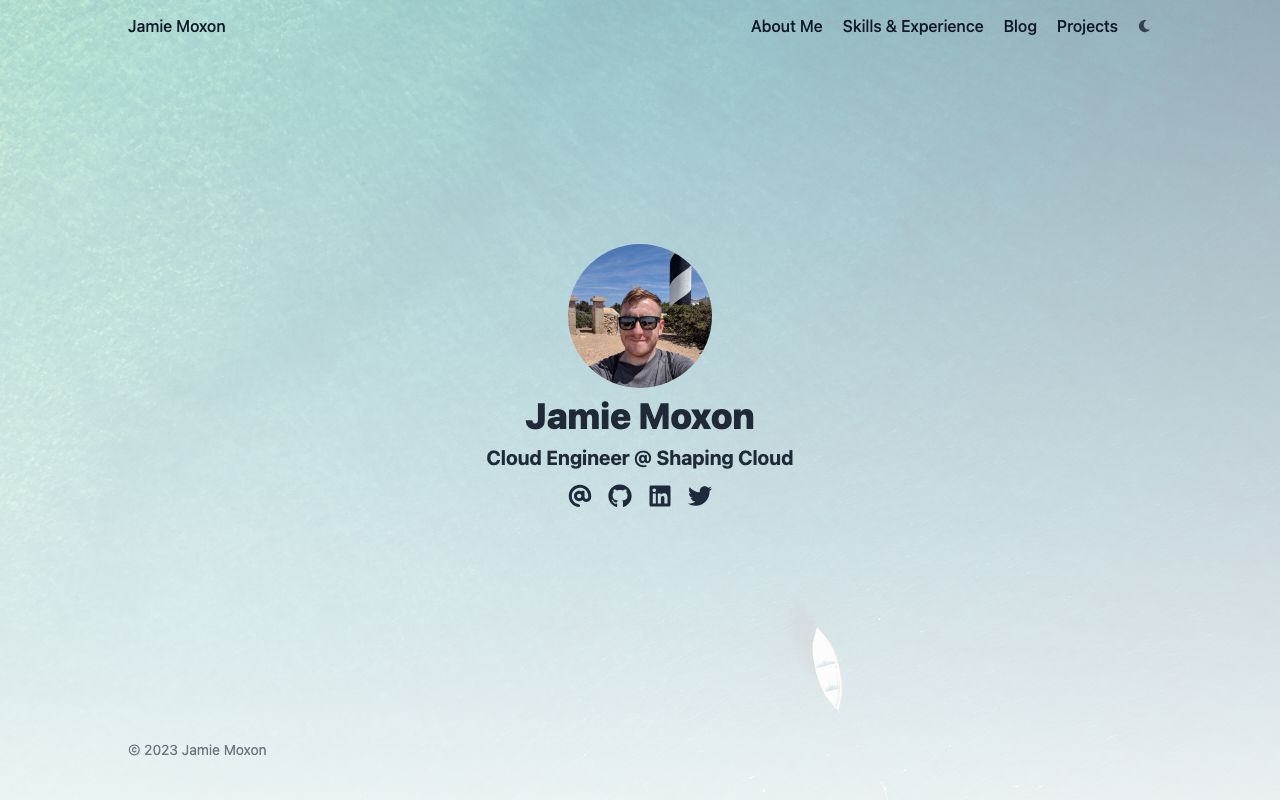 Jamie Moxon
About Me Skills & Experience Blog Projects
Jamie Moxon
Cloud Engineer @ Shaping Cloud
© 2023 Jamie Moxon